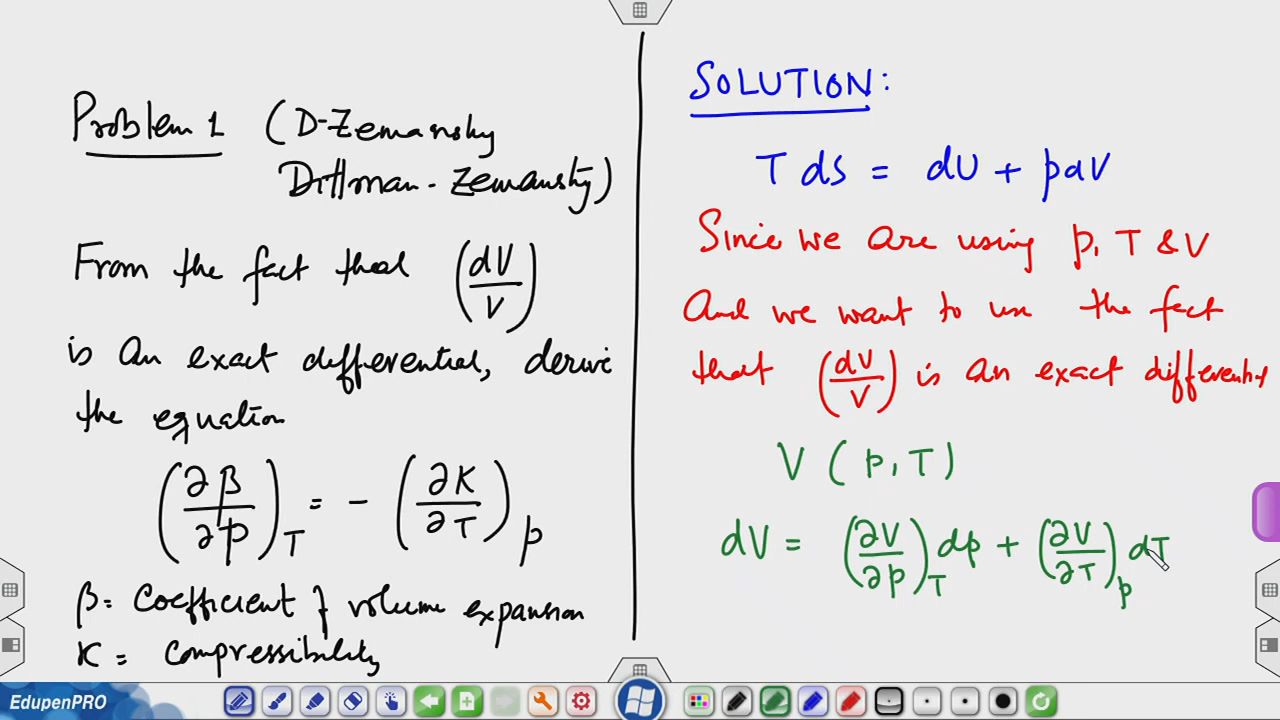 Problem 1 (D-Zemansky
Dittman-Zemansky)
From the fact that (dV/V)
is an exact differential, derive
the equation
(∂β/∂p)_T = - (∂K/∂T)_p
β = Coefficient of volume expansion
K = compressibility
SOLUTION:
T dS = dU + pdV
Since we are using p, T & V
And we want to use the fact
that (dV/V) is an exact differential
V (p, T)
dV = (∂V/∂p)_T dp + (∂V/∂T)_p dT
EdupenPRO